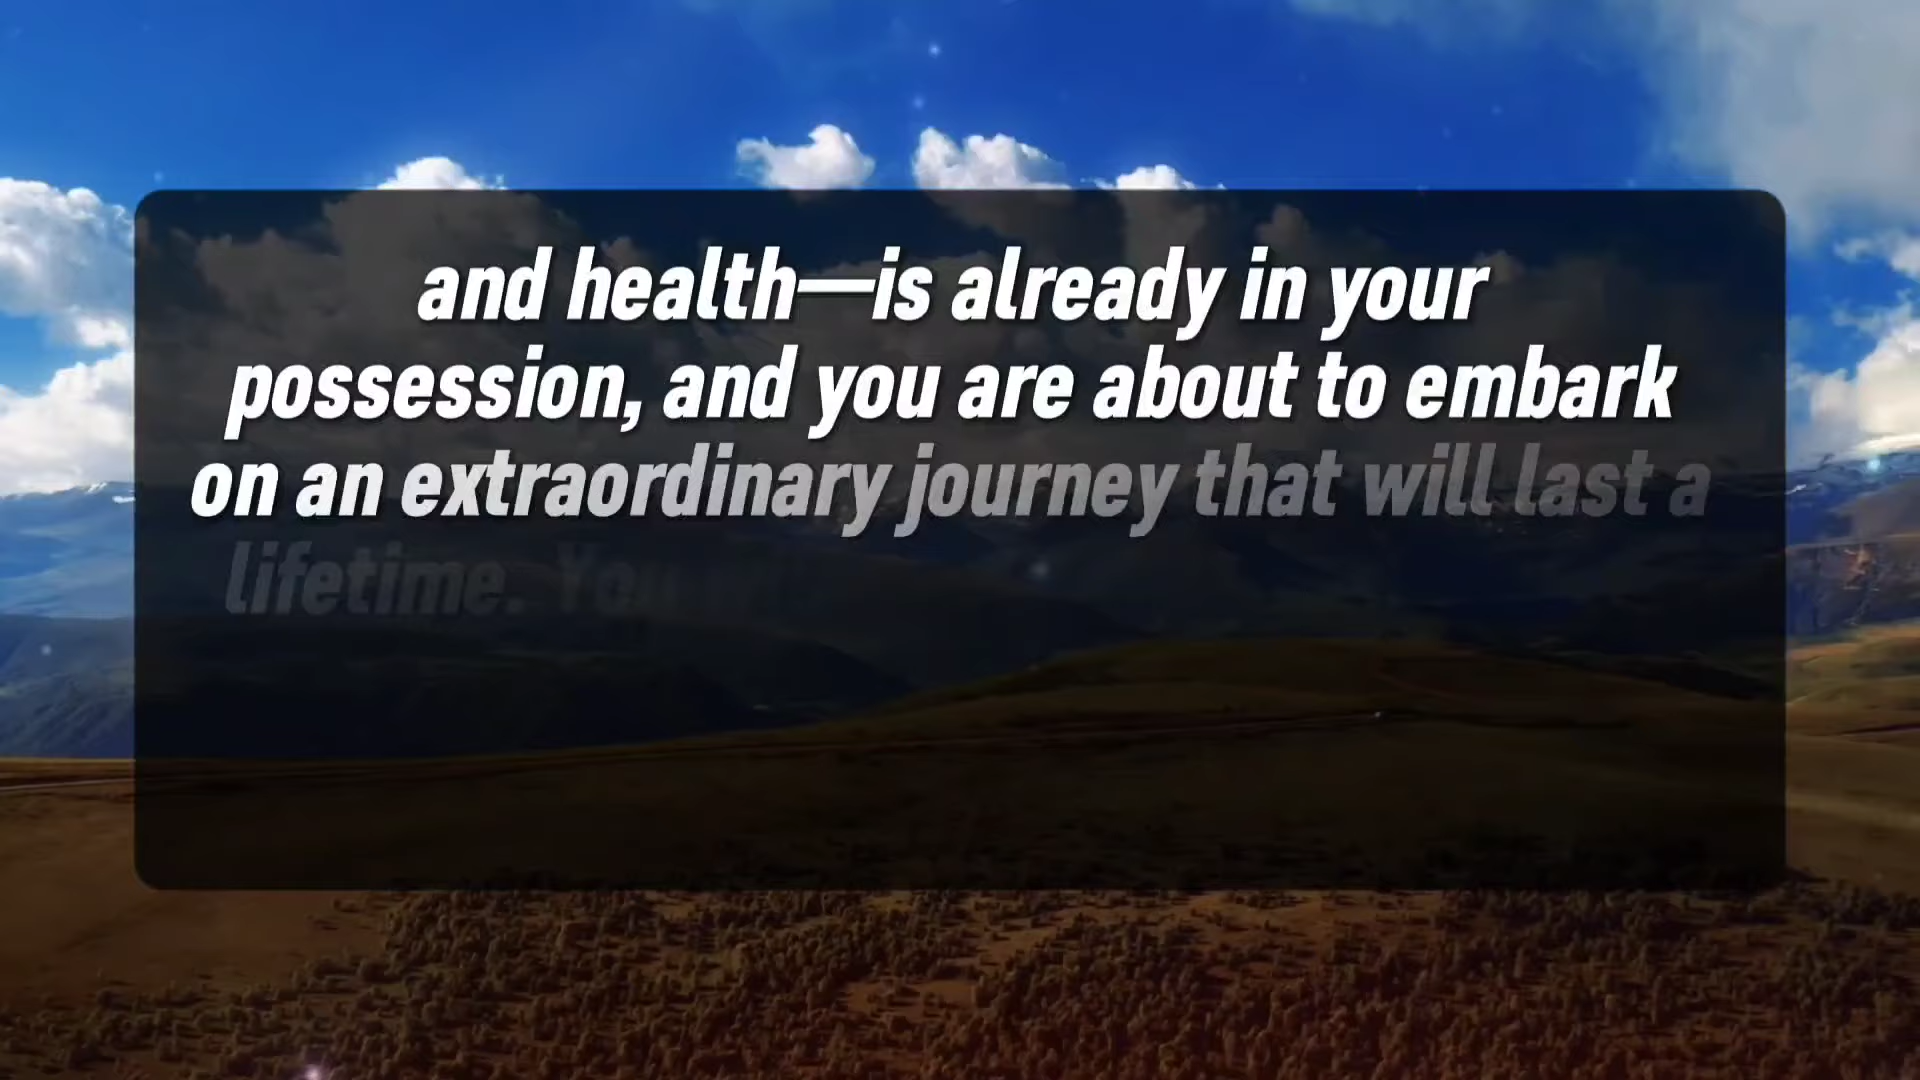 and health—is already in your
possession, and you are about to embark
on an extraordinary journey that will last a
lifetime. You